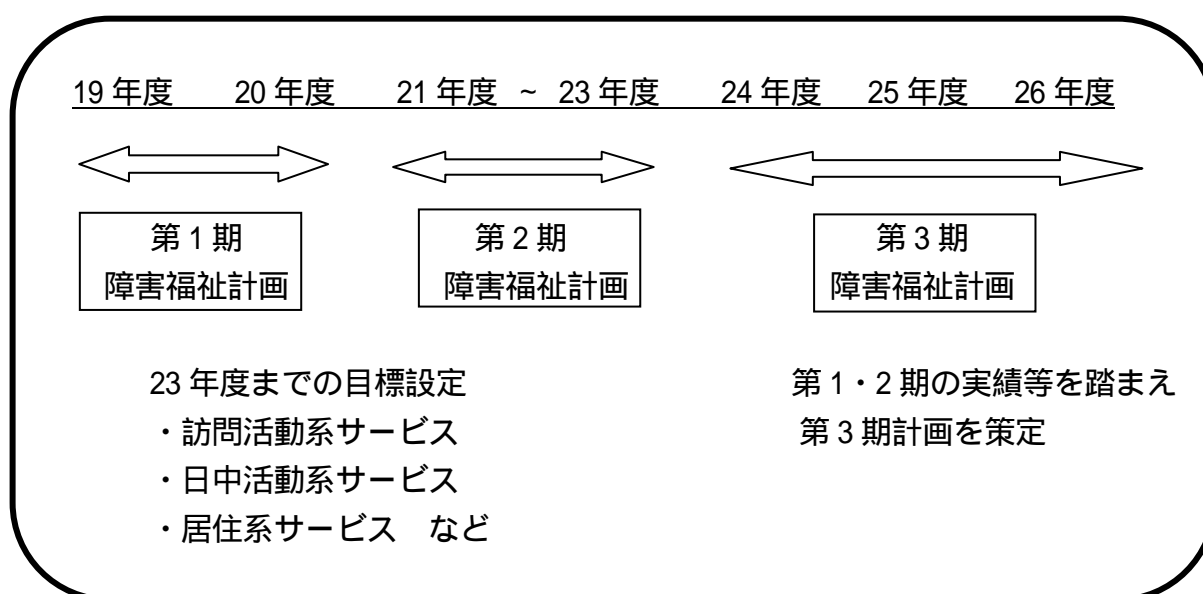 19 年度 20 年度 21 年度 ~ 23 年度 24 年度 25 年度 26 年度
第 1 期
障害福祉計画
第 2 期
障害福祉計画
第 3 期
障害福祉計画
23 年度までの目標設定
・訪問活動系サービス
・日中活動系サービス
・居住系サービス　など
第 1・2 期の実績等を踏まえ
第 3 期計画を策定